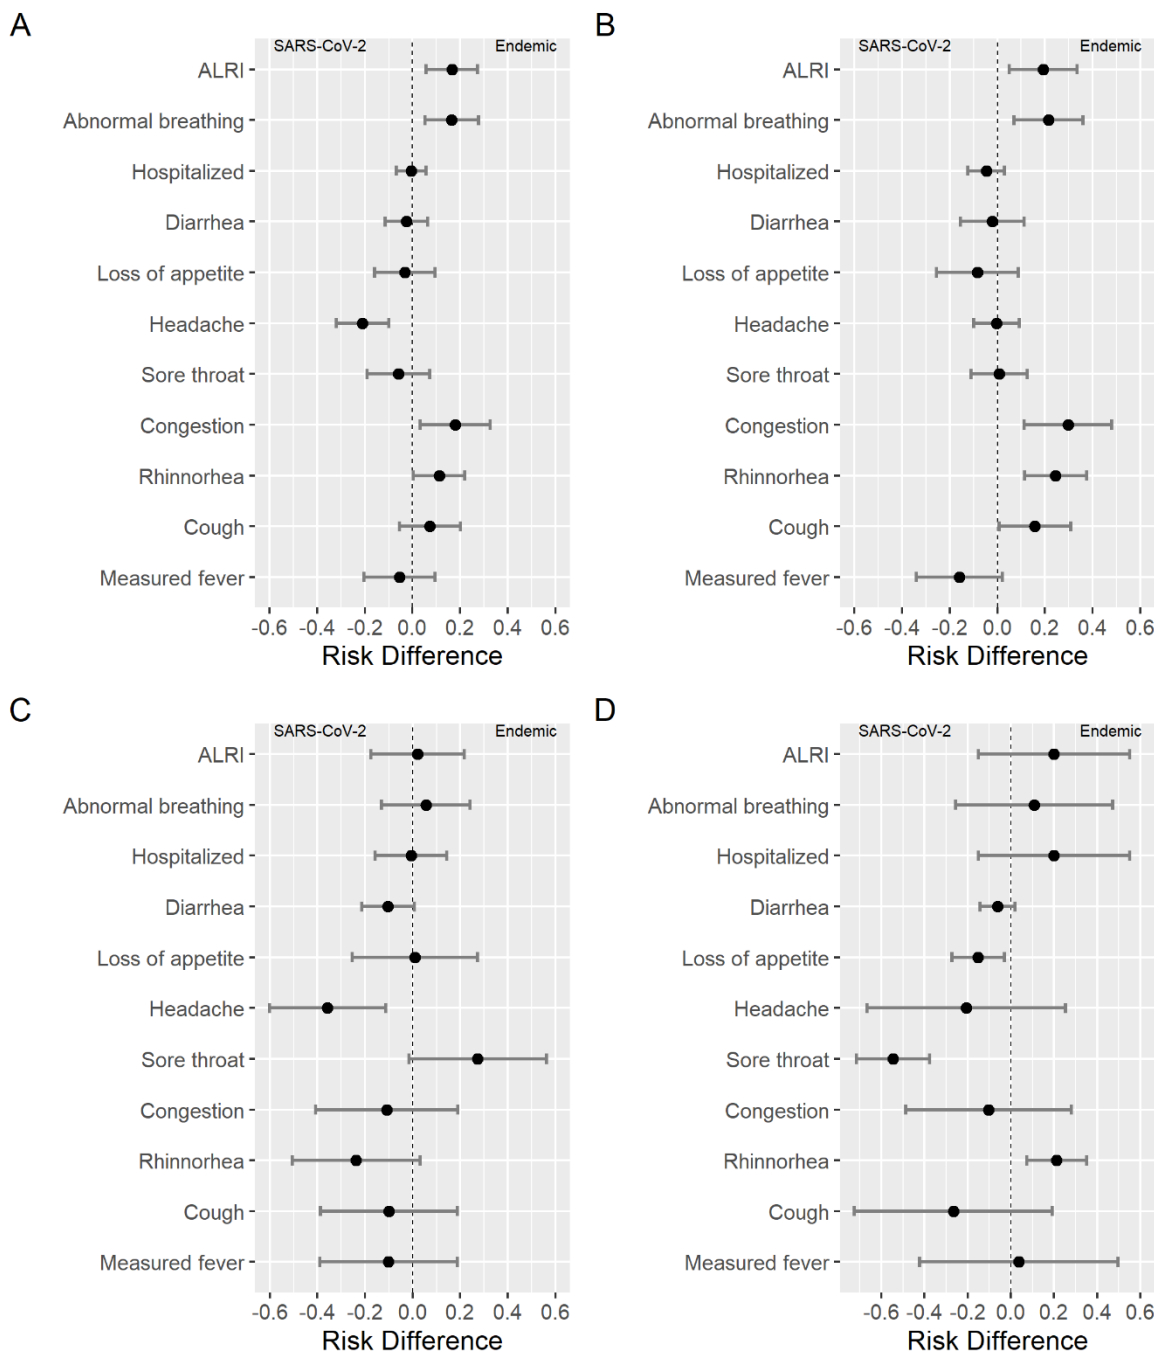 A
SARS-CoV-2 Endemic
ALRI
Abnormal breathing
Hospitalized
Diarrhea
Loss of appetite
Headache
Sore throat
Congestion
Rhinnorhea
Cough
Measured fever
-0.6 -0.4 -0.2 0.0 0.2 0.4 0.6
Risk Difference
B
SARS-CoV-2 Endemic
ALRI
Abnormal breathing
Hospitalized
Diarrhea
Loss of appetite
Headache
Sore throat
Congestion
Rhinnorhea
Cough
Measured fever
-0.6 -0.4 -0.2 0.0 0.2 0.4 0.6
Risk Difference
C
SARS-CoV-2 Endemic
ALRI
Abnormal breathing
Hospitalized
Diarrhea
Loss of appetite
Headache
Sore throat
Congestion
Rhinnorhea
Cough
Measured fever
-0.6 -0.4 -0.2 0.0 0.2 0.4 0.6
Risk Difference
D
SARS-CoV-2 Endemic
ALRI
Abnormal breathing
Hospitalized
Diarrhea
Loss of appetite
Headache
Sore throat
Congestion
Rhinnorhea
Cough
Measured fever
-0.6 -0.4 -0.2 0.0 0.2 0.4 0.6
Risk Difference